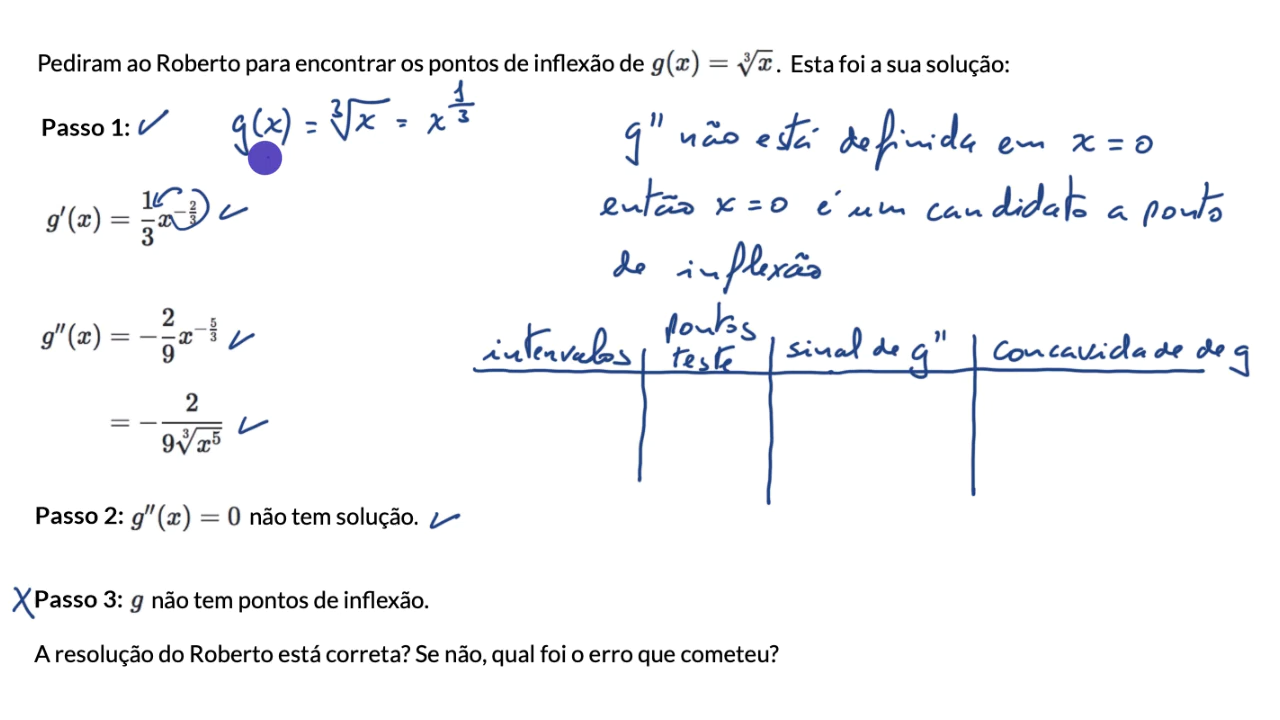 Pediram ao Roberto para encontrar os pontos de inflexão de g(x) = ∛x. Esta foi a sua solução:
Passo 1: ✓
g(x) = ∛x = x^(1/3)
g'(x) = 1/3 x^(-2/3) ✓
g''(x) = -2/9 x^(-5/3) ✓
= - 2/(9∛x⁵) ✓
Passo 2: g''(x) = 0 não tem solução. ✓
X Passo 3: g não tem pontos de inflexão.
A resolução do Roberto está correta? Se não, qual foi o erro que cometeu?
g'' não está definida em x = 0
então x = 0 é um candidato a ponto
de inflexão
intervalos | pontos teste | sinal de g'' | concavidade de g